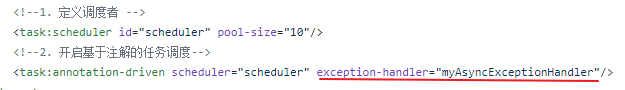 <!--1. 定义调度者 -->
<task:scheduler id="scheduler" pool-size="10"/>
<!--2. 开启基于注解的任务调度-->
<task:annotation-driven scheduler="scheduler" exception-handler="myAsyncExceptionHandler"/>